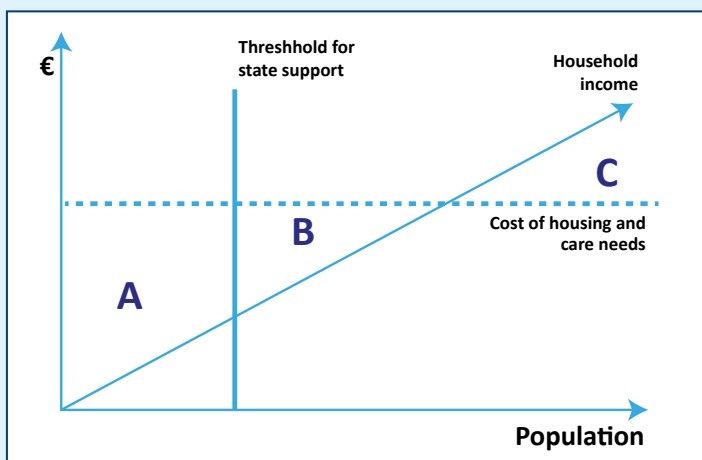 €
Threshhold for
state support
Household
income
C
B
Cost of housing and
care needs
A
Population